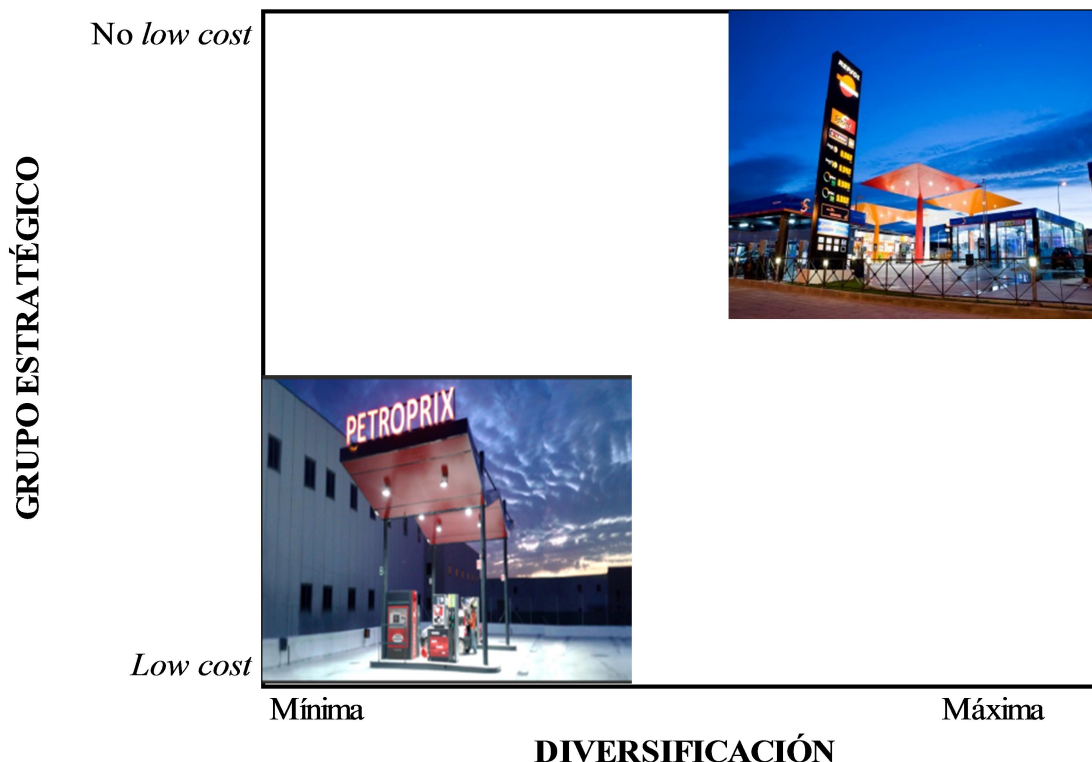 No low cost
GRUPO ESTRATÉGICO
PETROPRIX
Low cost
Mínima
Máxima
DIVERSIFICACIÓN